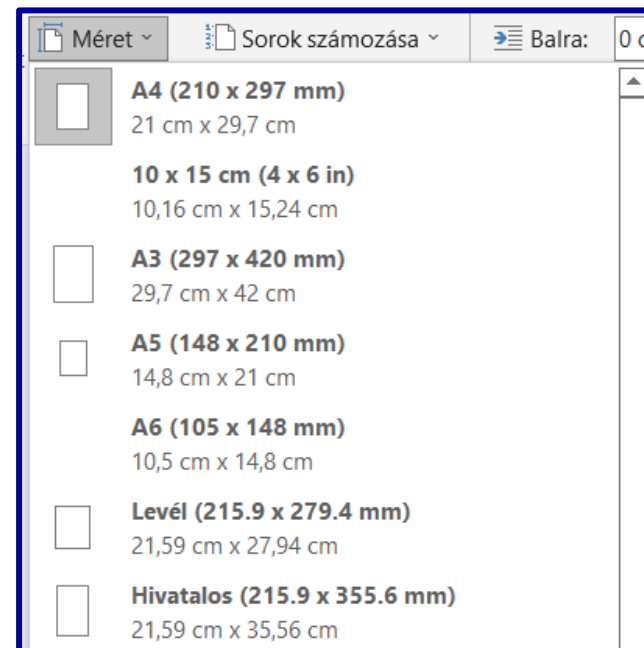 Méret Sorok számozása Balra: 0
A4 (210 x 297 mm)
21 cm x 29,7 cm
10 x 15 cm (4 x 6 in)
10,16 cm x 15,24 cm
A3 (297 x 420 mm)
29,7 cm x 42 cm
A5 (148 x 210 mm)
14,8 cm x 21 cm
A6 (105 x 148 mm)
10,5 cm x 14,8 cm
Levél (215.9 x 279.4 mm)
21,59 cm x 27,94 cm
Hivatalos (215.9 x 355.6 mm)
21,59 cm x 35,56 cm